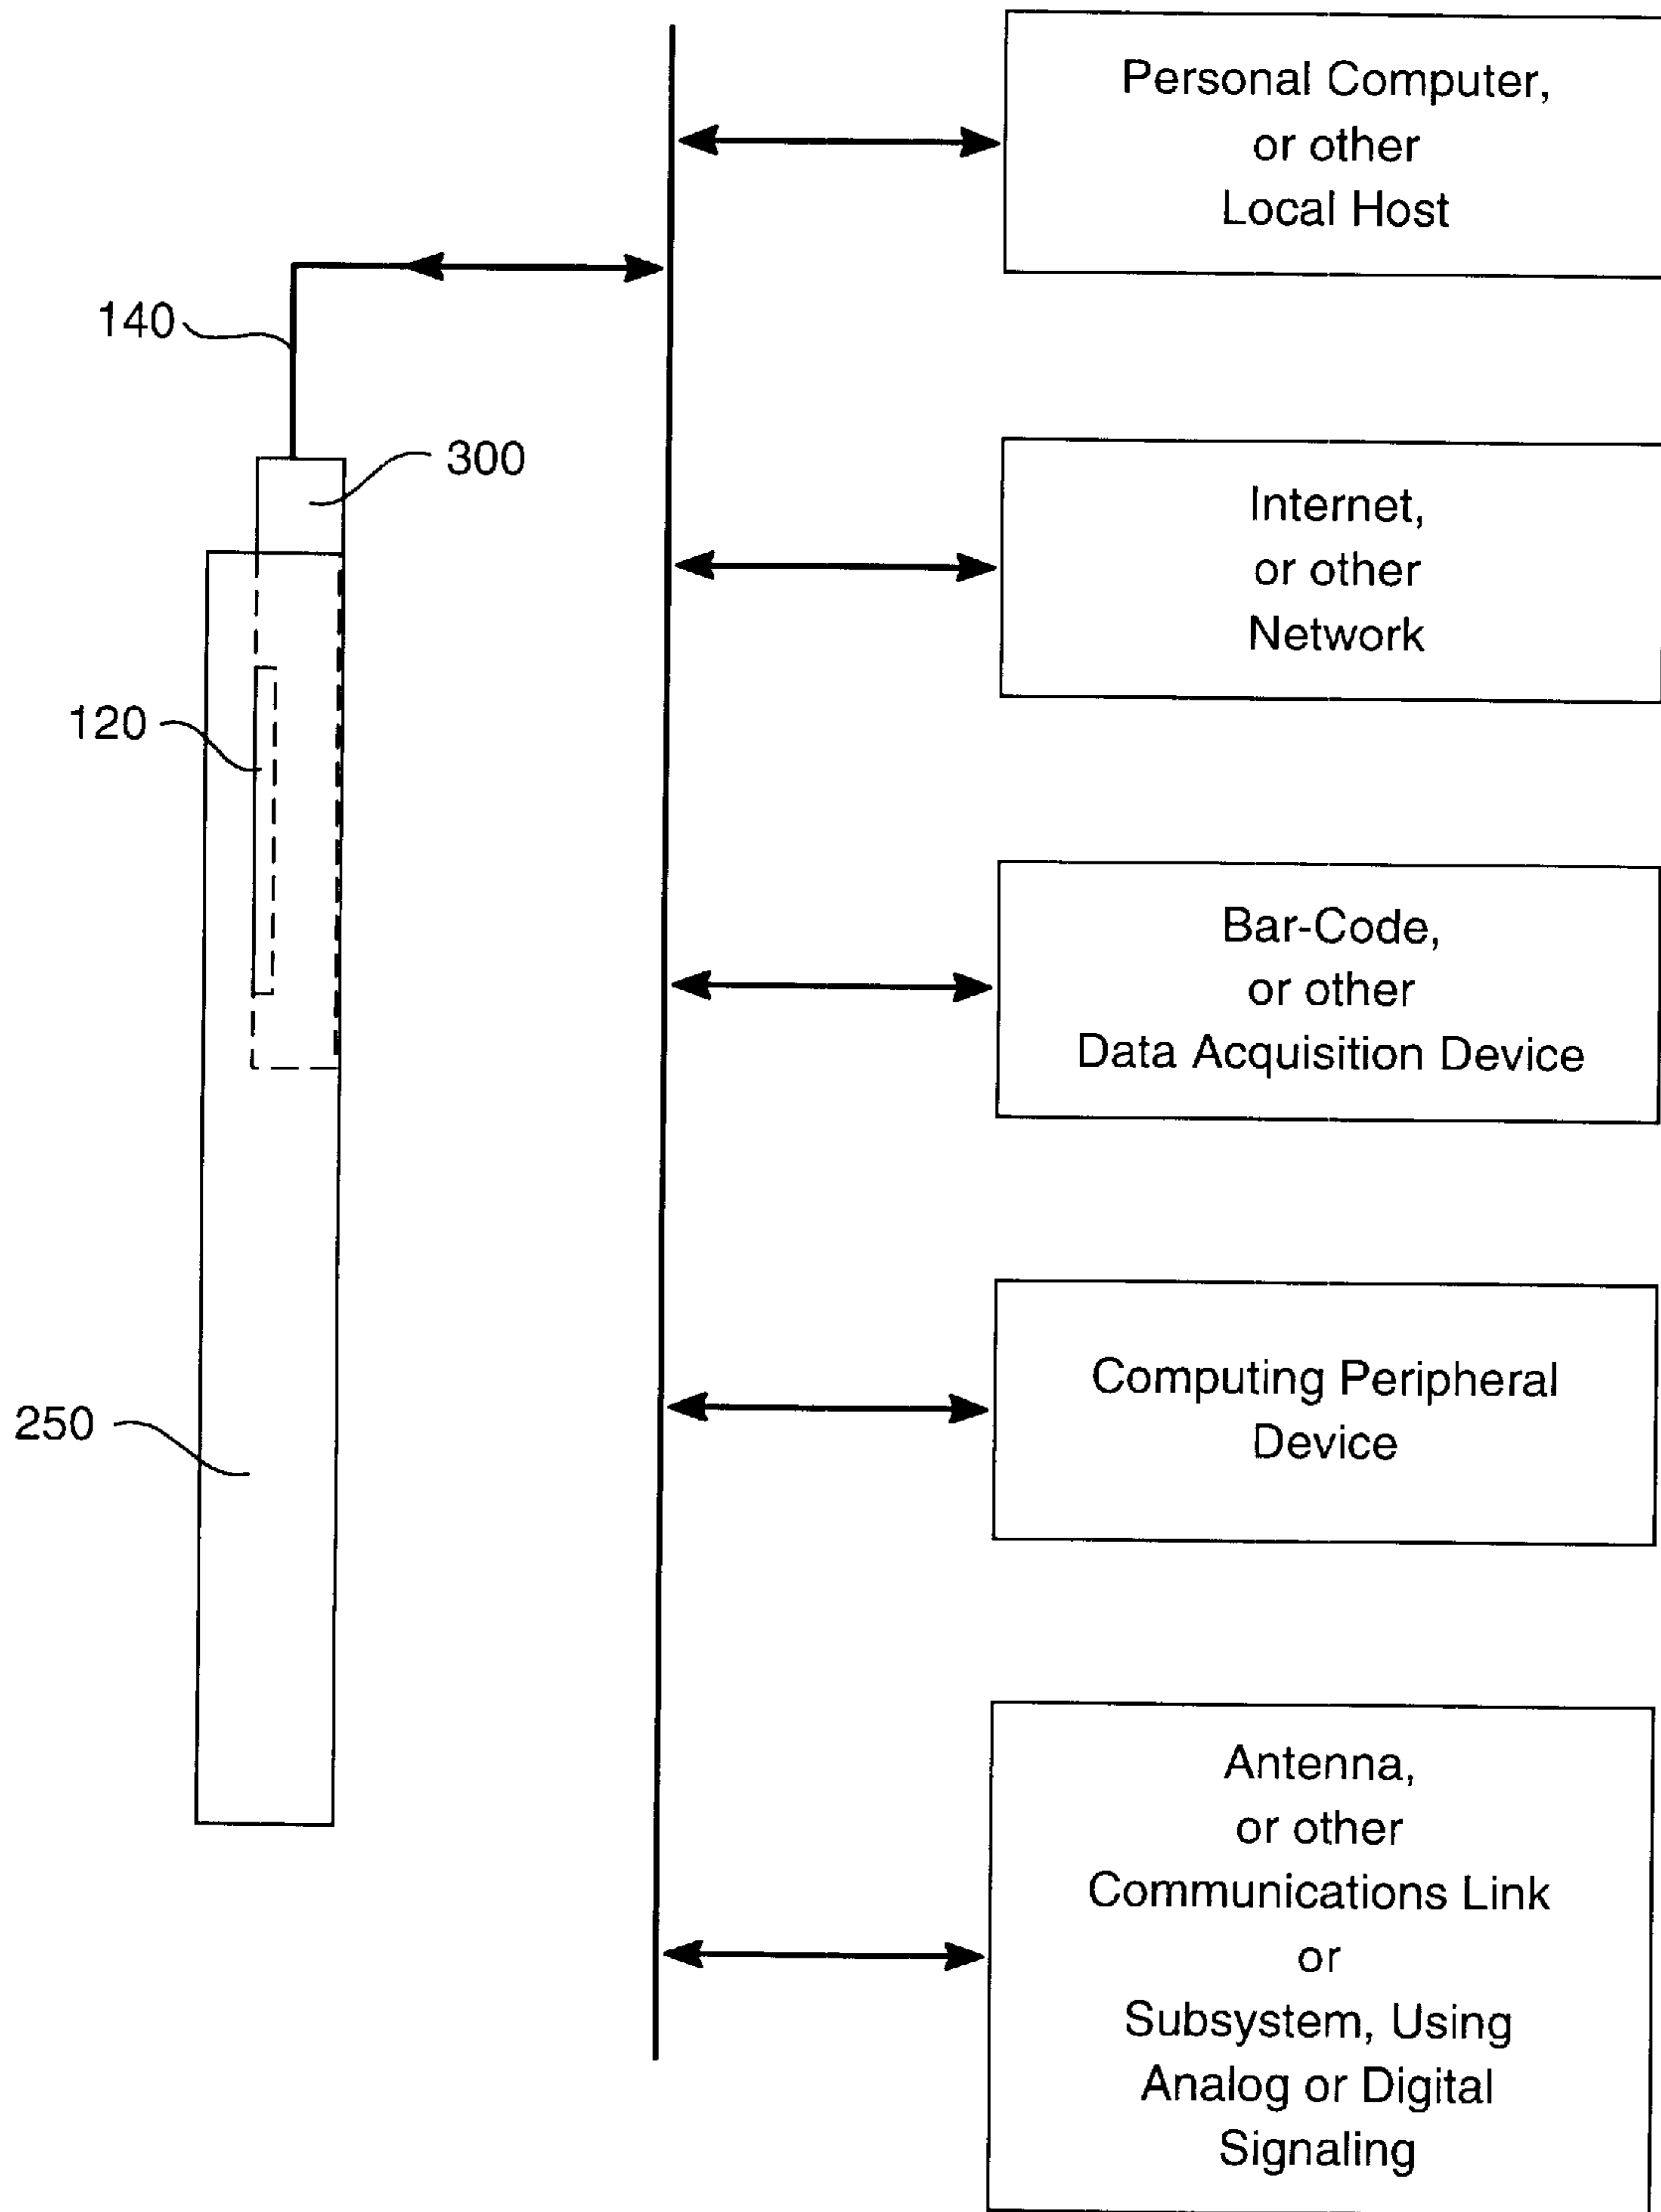 Personal Computer,
or other
Local Host
140
300
Internet,
or other
Network
120
Bar-Code,
or other
Data Acquisition Device
Computing Peripheral
Device
250
Antenna,
or other
Communications Link
or
Subsystem, Using
Analog or Digital
Signaling